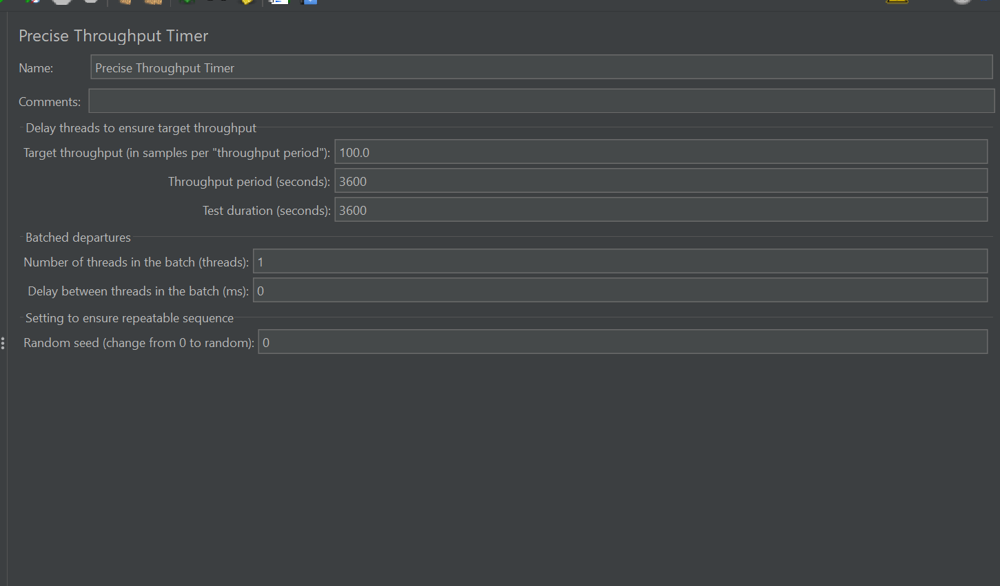 Precise Throughput Timer
Name: Precise Throughput Timer
Comments:
Delay threads to ensure target throughput
Target throughput (in samples per "throughput period"): 100.0
Throughput period (seconds): 3600
Test duration (seconds): 3600
Batched departures
Number of threads in the batch (threads): 1
Delay between threads in the batch (ms): 0
Setting to ensure repeatable sequence
Random seed (change from 0 to random): 0